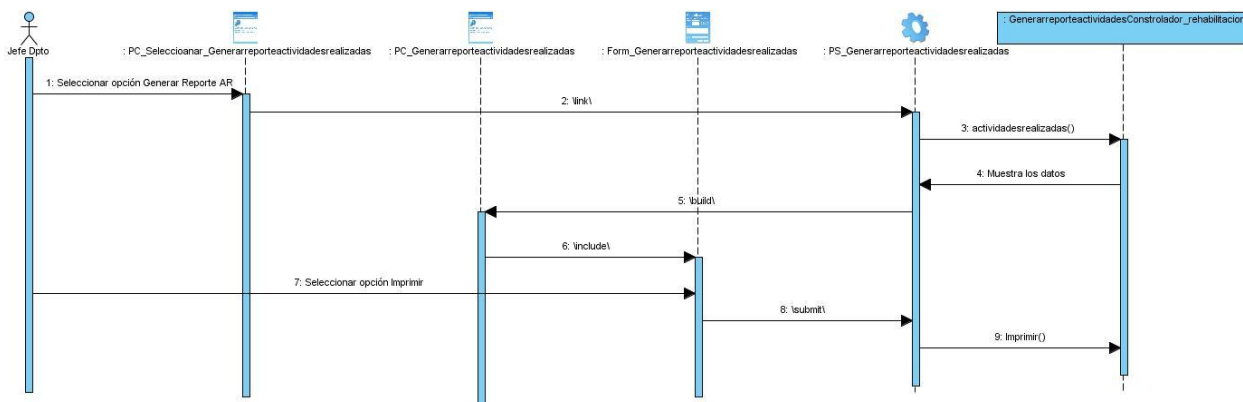 Jefe Dpto
: PC_Seleccioanar_Generarreporteactividadesrealizadas
: PC_Generarreporteactividadesrealizadas
: Form_Generarreporteactividadesrealizadas
: PS_Generarreporteactividadesrealizadas
: GenerarreporteactividadesConstrolador_rehabilitacion
1: Seleccionar opción Generar Reporte AR
2: \link\
3: actividadesrealizadas()
4: Muestra los datos
5: \build\
6: \include\
7: Seleccionar opción Imprimir
8: \submit\
9: Imprimir()